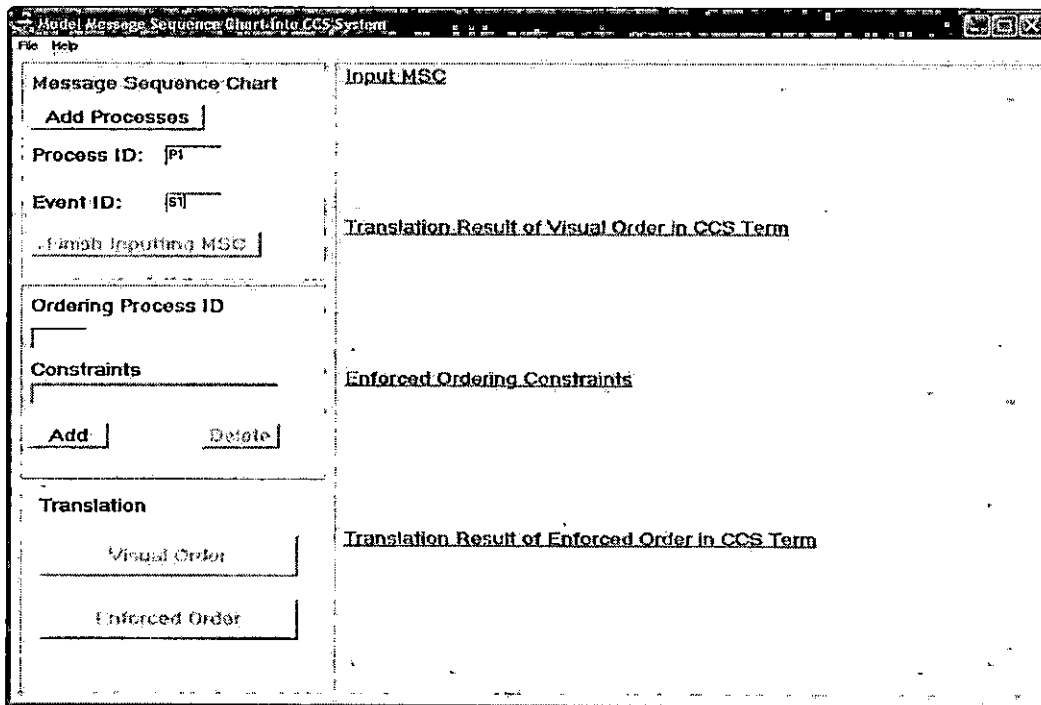 Model Message Sequence Chart Into CCS System
File Help
Message Sequence Chart
Add Processes
Process ID: P1
Event ID: S1
Finish Inputting MSC
Ordering Process ID
Constraints
Add Delete
Translation
Visual Order
Enforced Order
Input MSC
Translation Result of Visual Order in CCS Term
Enforced Ordering Constraints
Translation Result of Enforced Order in CCS Term